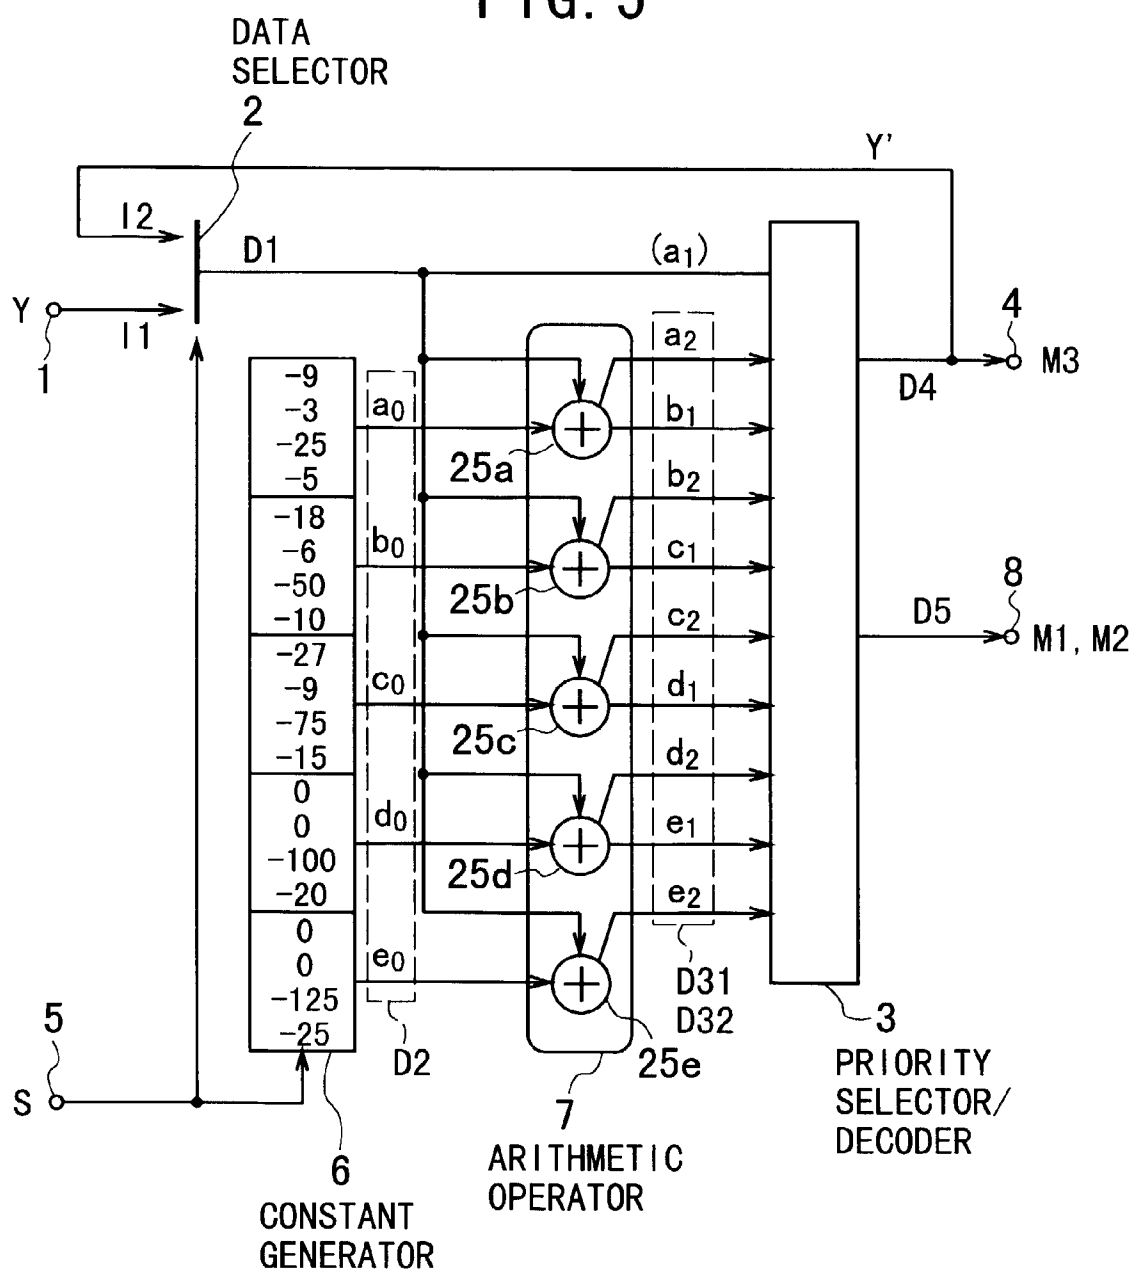 FIG. 5
DATA
SELECTOR
2
Y'
I2
D1
(a1)
Y
I1
1
4
M3
D4
-9
-3
-25
-5
a0
25a
a2
b1
-18
-6
-50
-10
b0
25b
b2
c1
8
D5
M1, M2
-27
-9
-75
-15
c0
25c
c2
d1
0
0
-100
-20
d0
25d
d2
e1
0
0
-125
-25
e0
25e
e2
D31
D32
D2
3
PRIORITY
SELECTOR/
DECODER
5
S
7
ARITHMETIC
OPERATOR
6
CONSTANT
GENERATOR